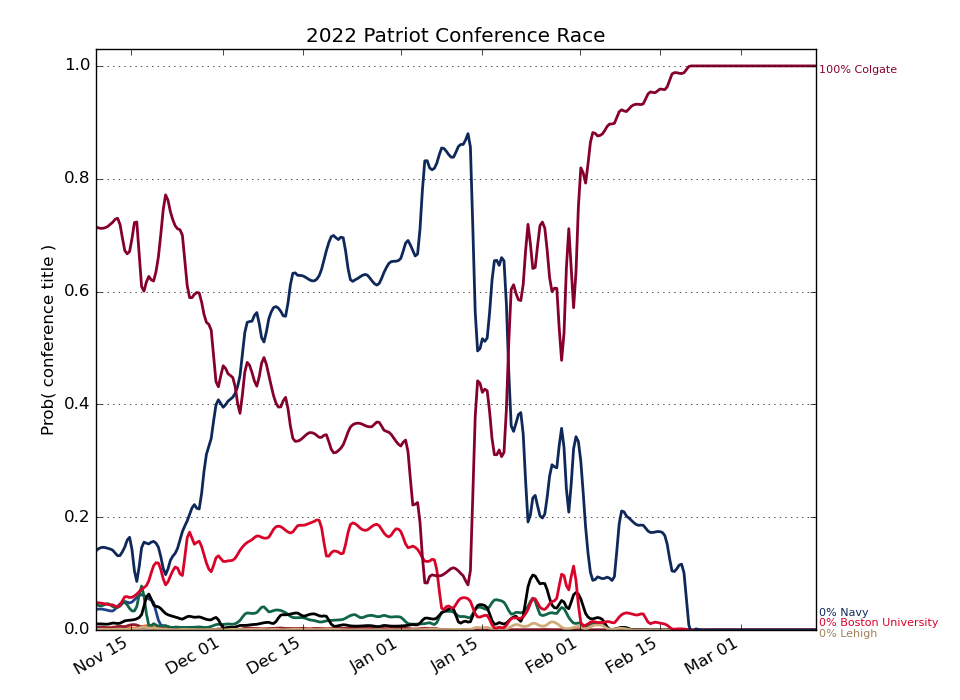 2022 Patriot Conference Race
1.0
0.8
0.6
0.4
0.2
0.0
Prob( conference title )
Nov 15
Dec 01
Dec 15
Jan 01
Jan 15
Feb 01
Feb 15
Mar 01
100% Colgate
0% Navy
0% Boston University
0% Lehigh